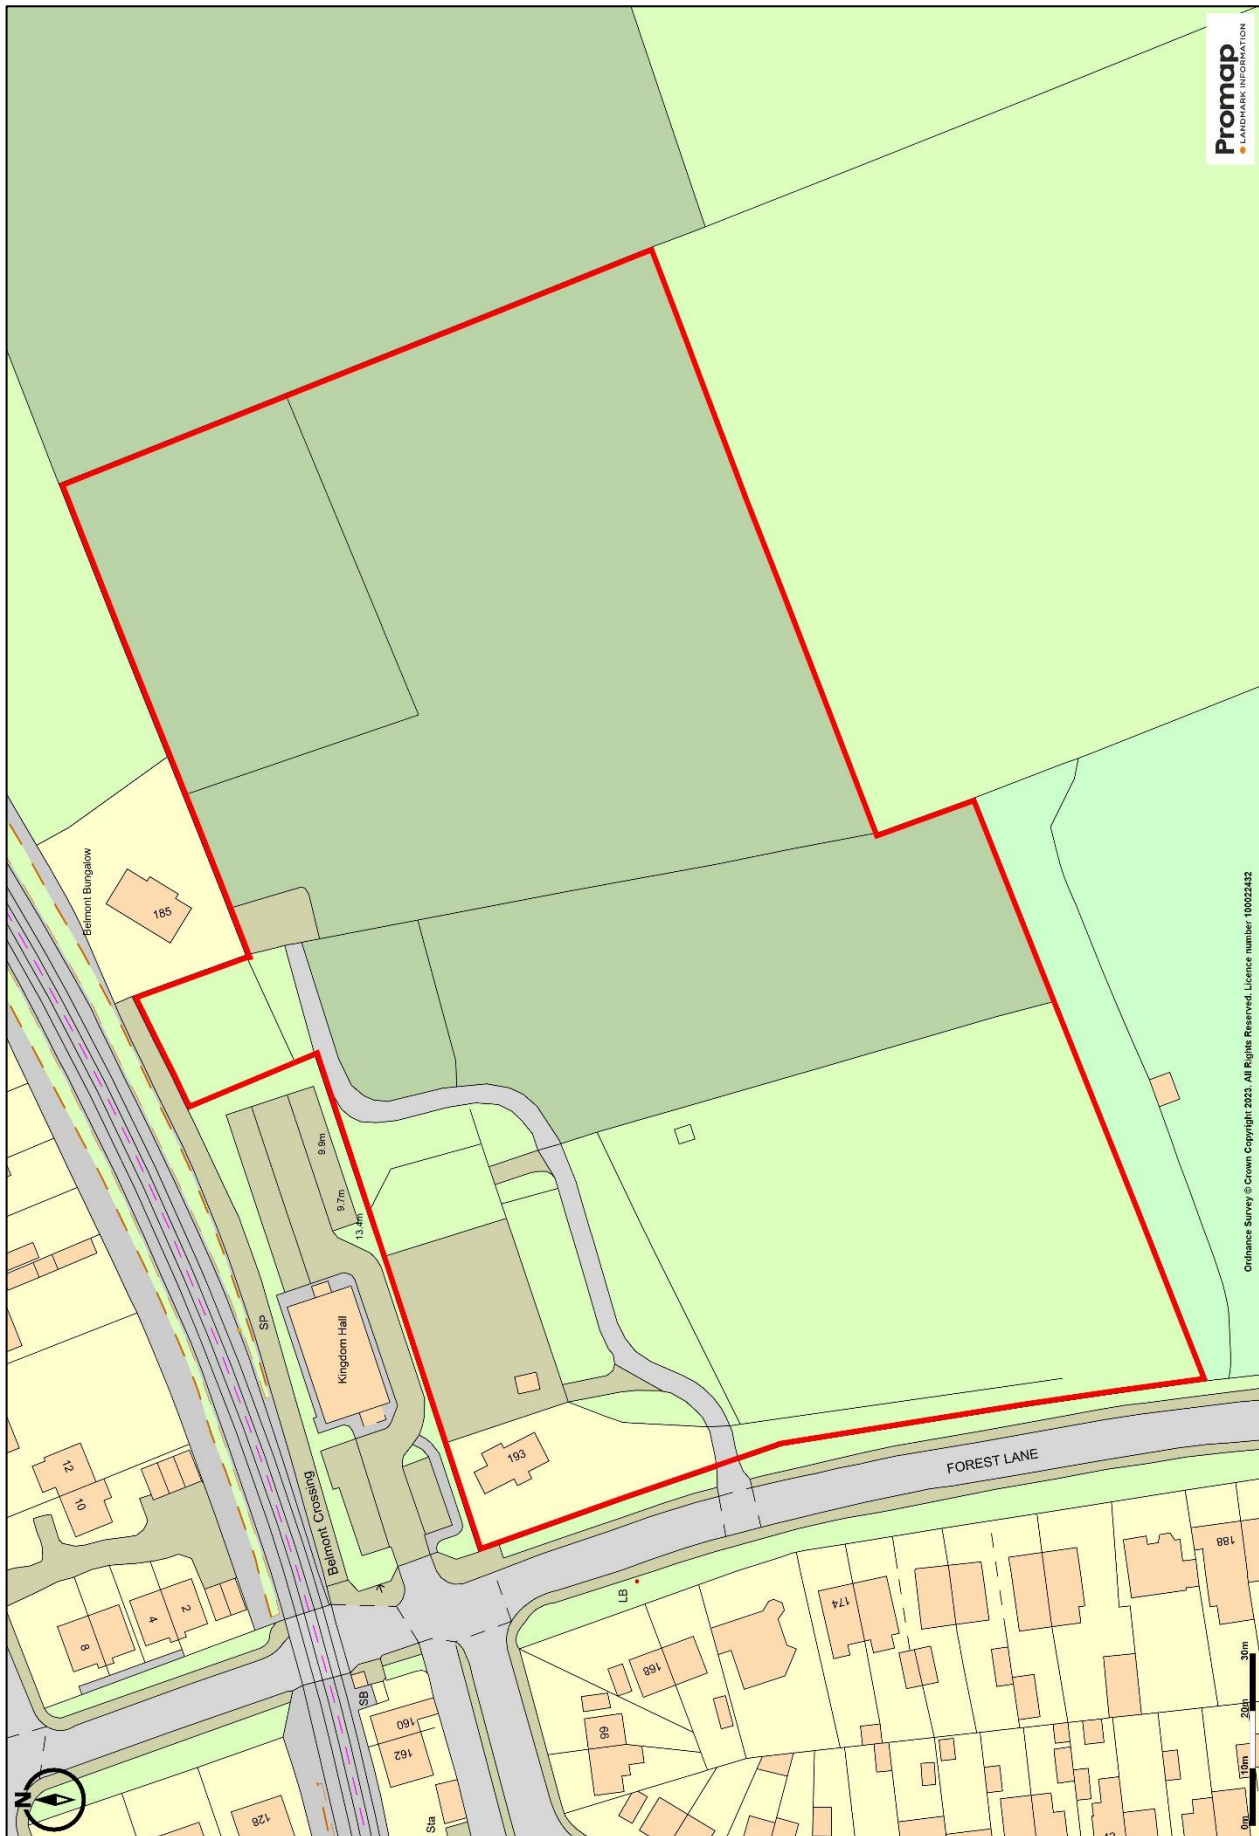 Promap
LANDMARK INFORMATION
Belmont Bungalow
185
9.9m
9.7m
13.4m
SP
Kingdom Hall
12
10
Belmont Crossing
193
FOREST LANE
8
4
2
LB
174
188
168
SB
160
162
66
128
Sta
N
0m
10m
20m
30m
Ordnance Survey © Crown Copyright 2023. All Rights Reserved. Licence number 100022432